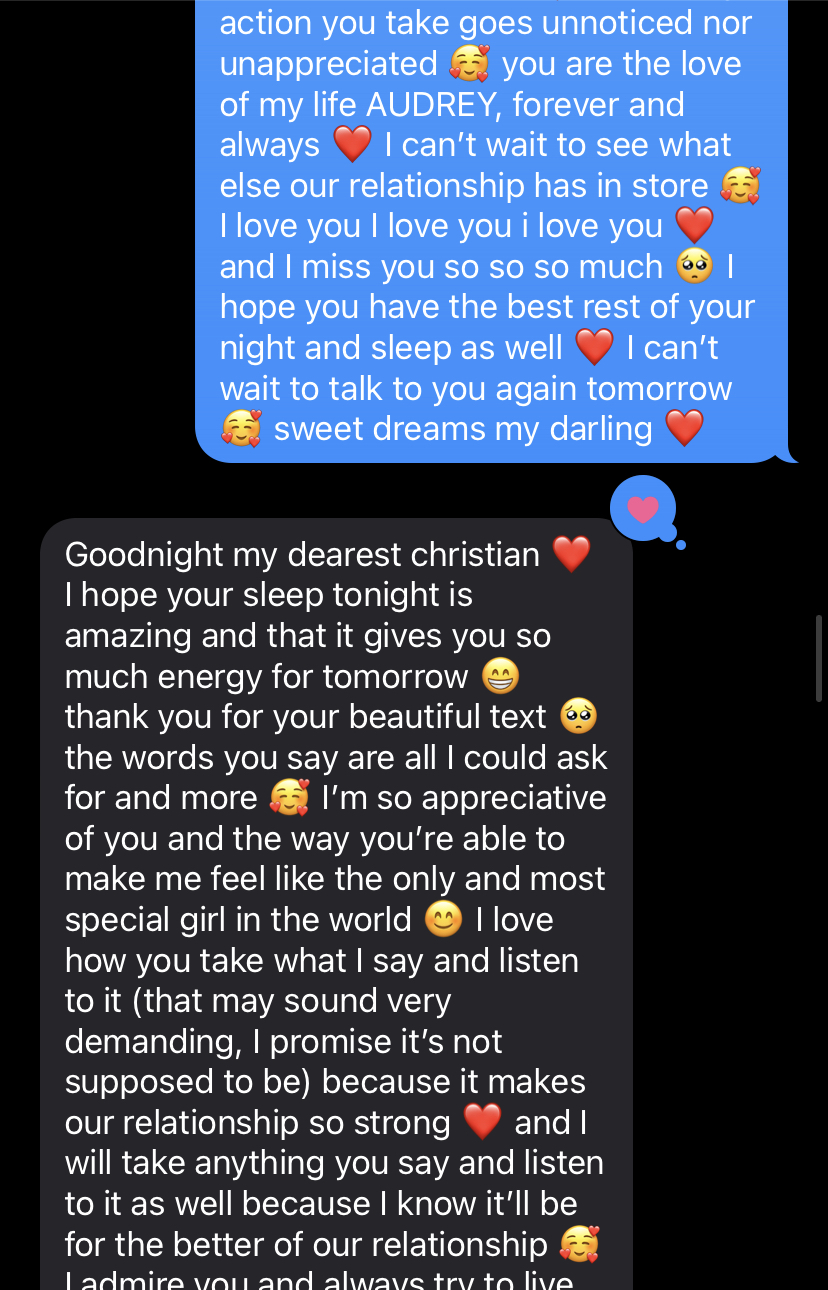 action you take goes unnoticed nor
unappreciated 🥰 you are the love
of my life AUDREY, forever and
always ❤️ I can’t wait to see what
else our relationship has in store 🥰
I love you I love you i love you ❤️
and I miss you so so so much 🥺 I
hope you have the best rest of your
night and sleep as well ❤️ I can’t
wait to talk to you again tomorrow
🥰 sweet dreams my darling ❤️
Goodnight my dearest christian ❤️
I hope your sleep tonight is
amazing and that it gives you so
much energy for tomorrow 😁
thank you for your beautiful text 🥺
the words you say are all I could ask
for and more 🥰 I’m so appreciative
of you and the way you’re able to
make me feel like the only and most
special girl in the world 😊 I love
how you take what I say and listen
to it (that may sound very
demanding, I promise it’s not
supposed to be) because it makes
our relationship so strong ❤️ and I
will take anything you say and listen
to it as well because I know it’ll be
for the better of our relationship 🥰
I admire you and always try to live